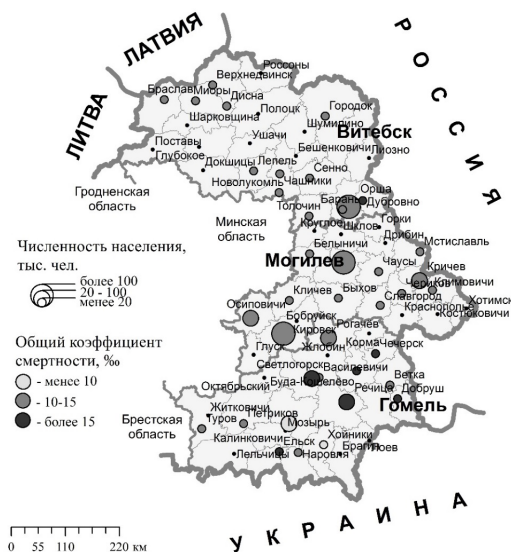 ЛАТВИЯ
РОССИЯ
ЛИТВА
Россоны
Верхнедвинск
Браслав Миоры
Дисна
Городок
Полоцк
Шарковщина
Шумилино
Витебск
Ушачи
Поставы
Бешенковичи
Лиозно
Глубокое
Докшицы
Лепель
Сенно
Гродненская
область
Новолукомль
Чашники
Орша
Барань
Дубровно
Толочин
Минская
область
Круглое
Шклов
Горки
Дрибин
Мстиславль
Белыничи
Могилев
Чаусы
Кричев
Чериков
Климовичи
Кличев
Быхов
Славгород
Хотимск
Краснополье
Костюковичи
Осиповичи
Бобруйск
Кировск
Рогачев
Глуск
Жлобин
Корма
Чечерск
Светлогорск
Василевичи
Октябрьский
Буда-Кошелево
Ветка
Речица
Добруш
Гомель
Житковичи
Туров
Петриков
Брестская
область
Мозырь
Калинковичи
Ельск
Хойники
Брагин
Лоев
Лельчицы
Наровля
УКРАИНА
Численность населения,
тыс. чел.
более 100
20 - 100
менее 20
Общий коэффициент
смертности, ‰
- менее 10
- 10-15
- более 15
0 55 110 220 км